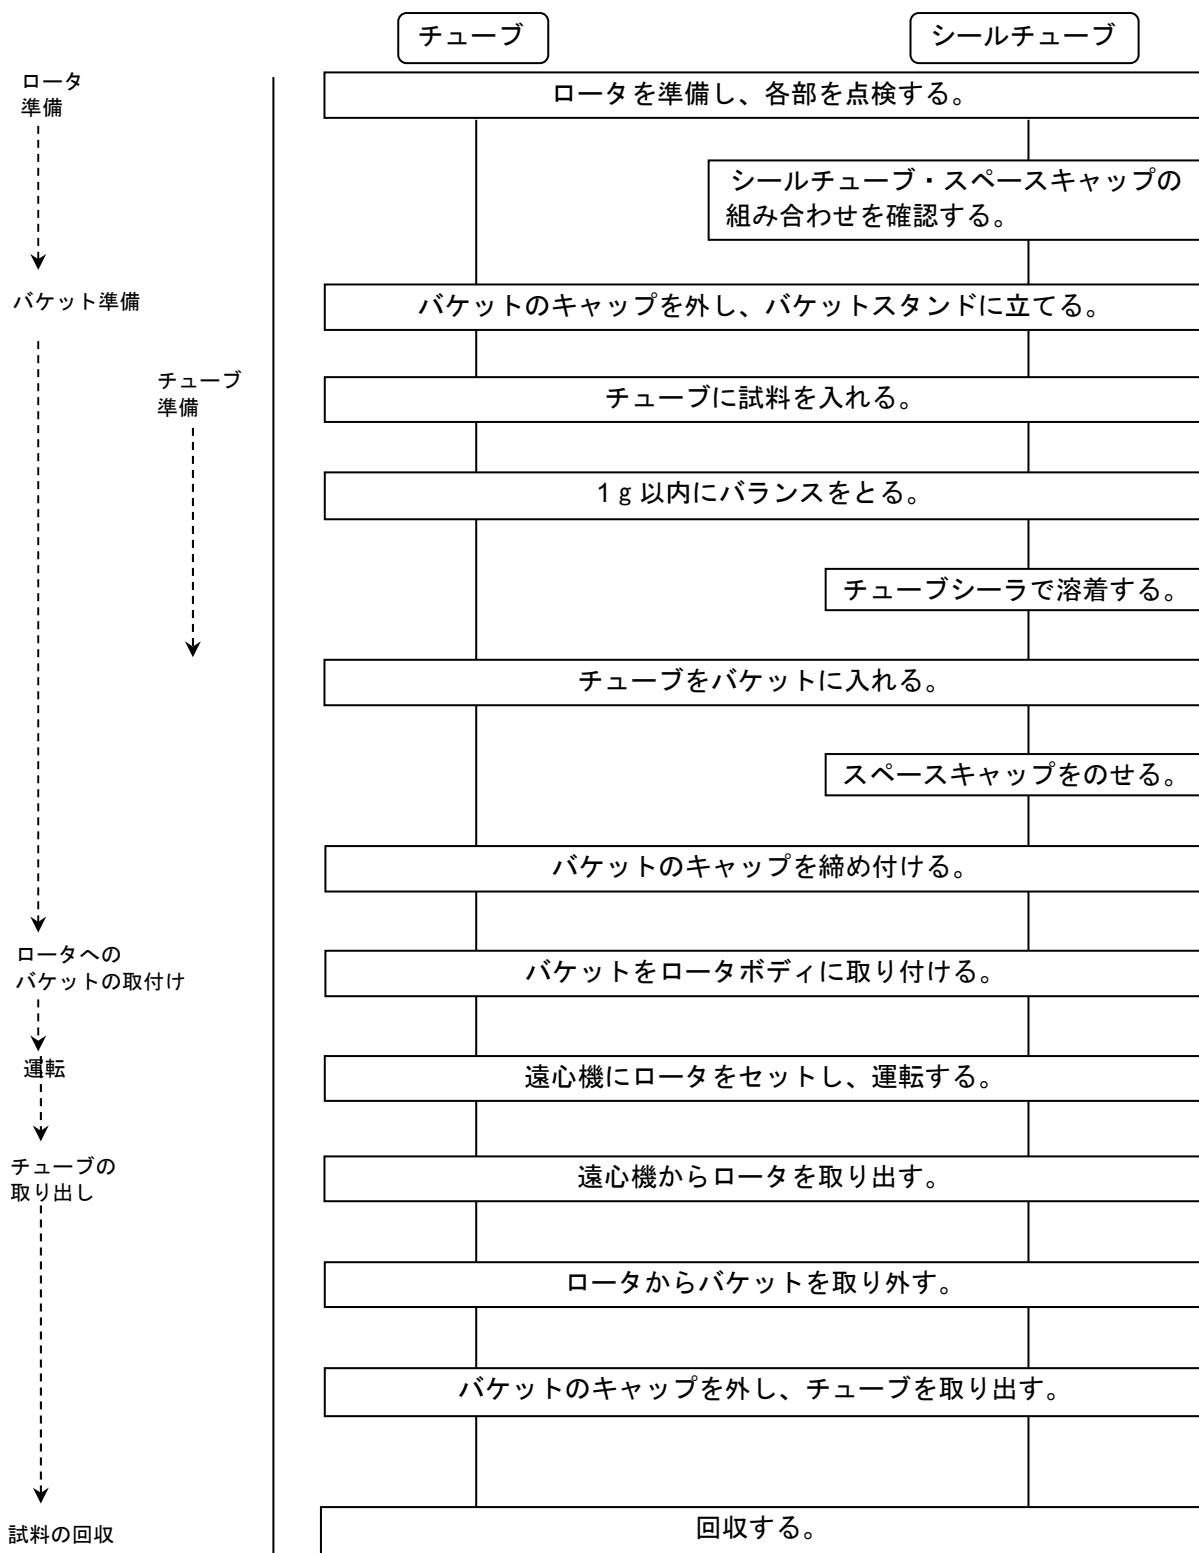 チューブ
シールチューブ
ロータ
準備
ロータを準備し、各部を点検する。
シールチューブ・スペースキャップの
組み合わせを確認する。
バケット準備
バケットのキャップを外し、バケットスタンドに立てる。
チューブ
準備
チューブに試料を入れる。
1g以内にバランスをとる。
チューブシーラで溶着する。
チューブをバケットに入れる。
スペースキャップをのせる。
バケットのキャップを締め付ける。
ロータへの
バケットの取付け
バケットをロータボディに取り付ける。
運転
遠心機にロータをセットし、運転する。
チューブの
取り出し
遠心機からロータを取り出す。
ロータからバケットを取り外す。
バケットのキャップを外し、チューブを取り出す。
試料の回収
回収する。